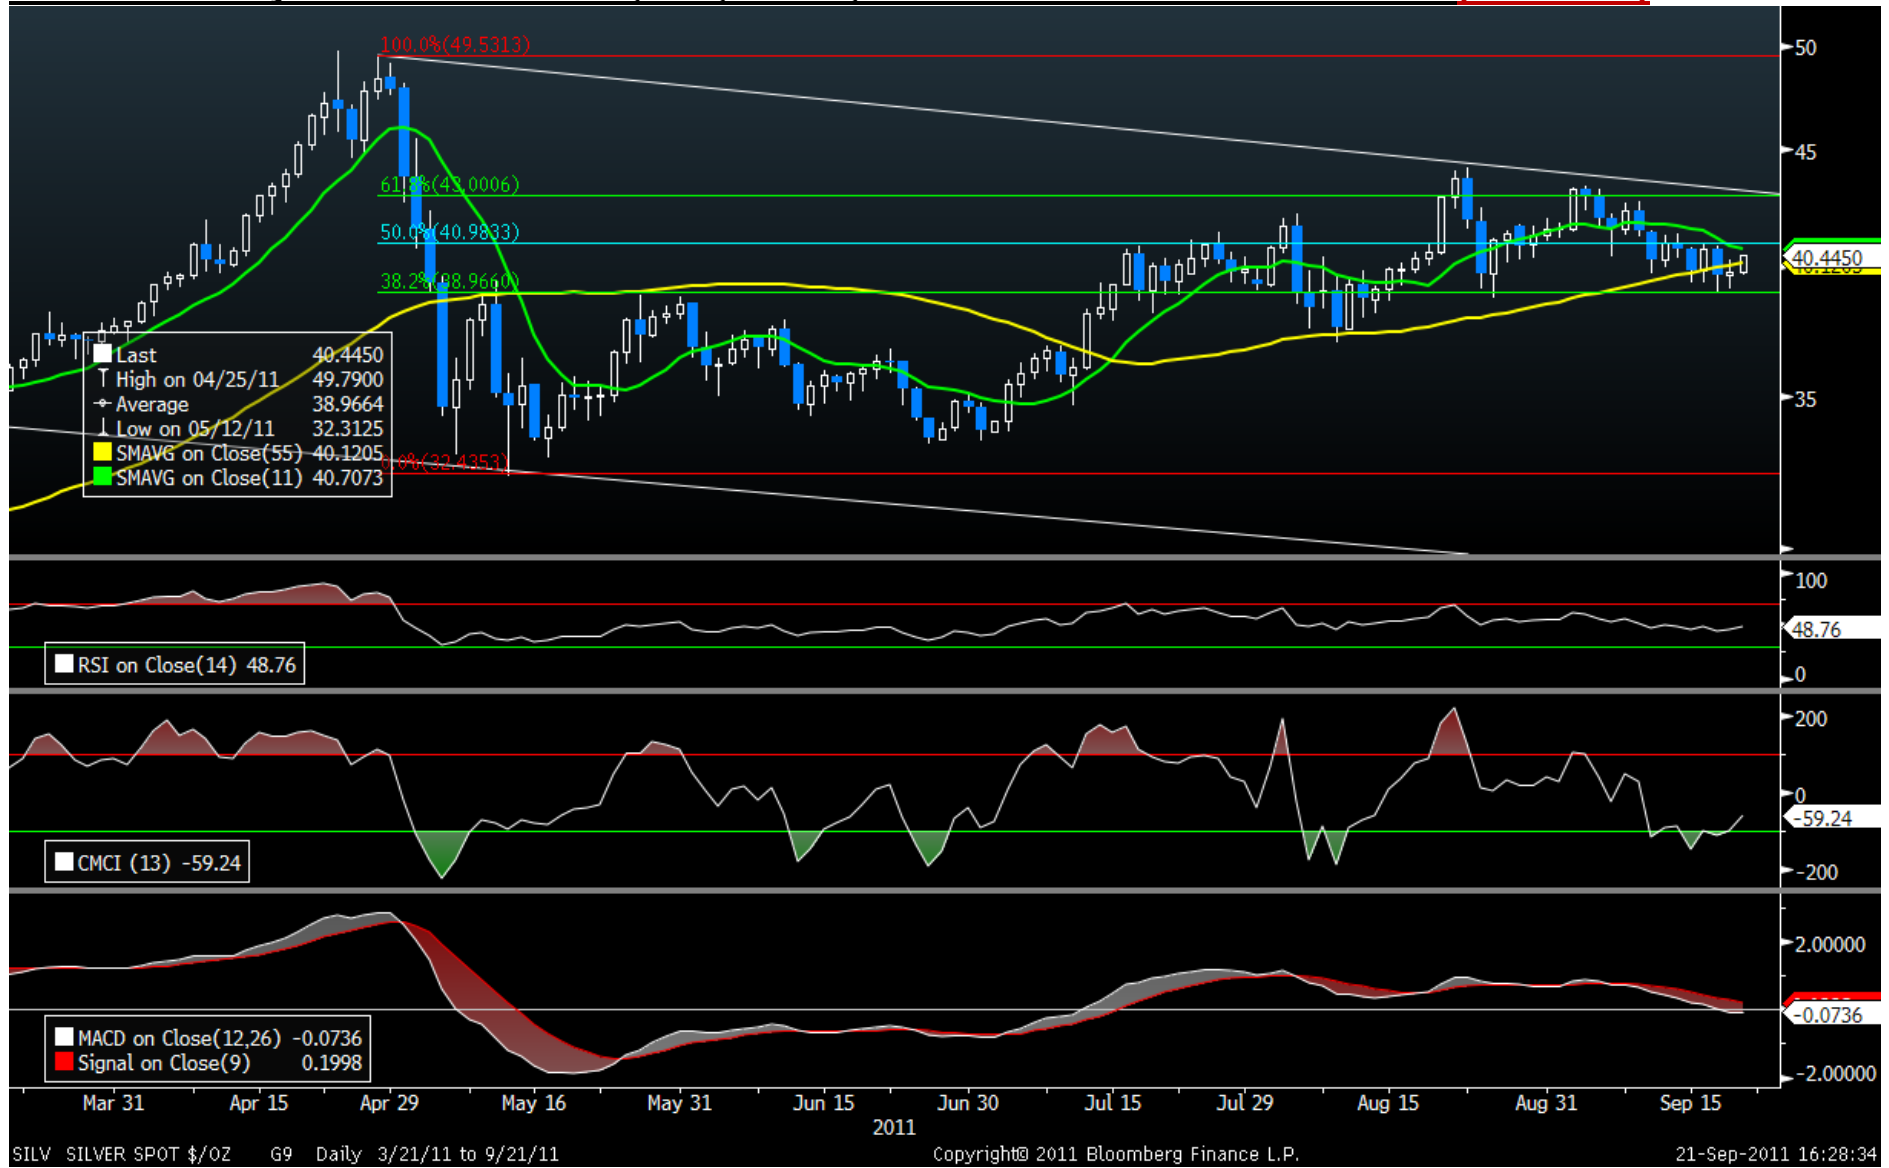 100.0%(49.5313)
50
45
61.8%(43.0006)
50.0%(40.9833)
40.4450
40.1205
38.2%(38.9660)
Last 40.4450
High on 04/25/11 49.7900
Average 38.9664
35
Low on 05/12/11 32.3125
SMAVG on Close(55) 40.1205
0.0%(32.4353)
SMAVG on Close(11) 40.7073
100
48.76
RSI on Close(14) 48.76
0
200
0
-59.24
CMCI (13) -59.24
-200
2.00000
-0.0736
MACD on Close(12,26) -0.0736
Signal on Close(9) 0.1998
-2.00000
Mar 31 Apr 15 Apr 29 May 16 May 31 Jun 15 Jun 30 Jul 15 Jul 29 Aug 15 Aug 31 Sep 15
2011
SILV SILVER SPOT $/OZ G9 Daily 3/21/11 to 9/21/11 Copyright© 2011 Bloomberg Finance L.P. 21-Sep-2011 16:28:34